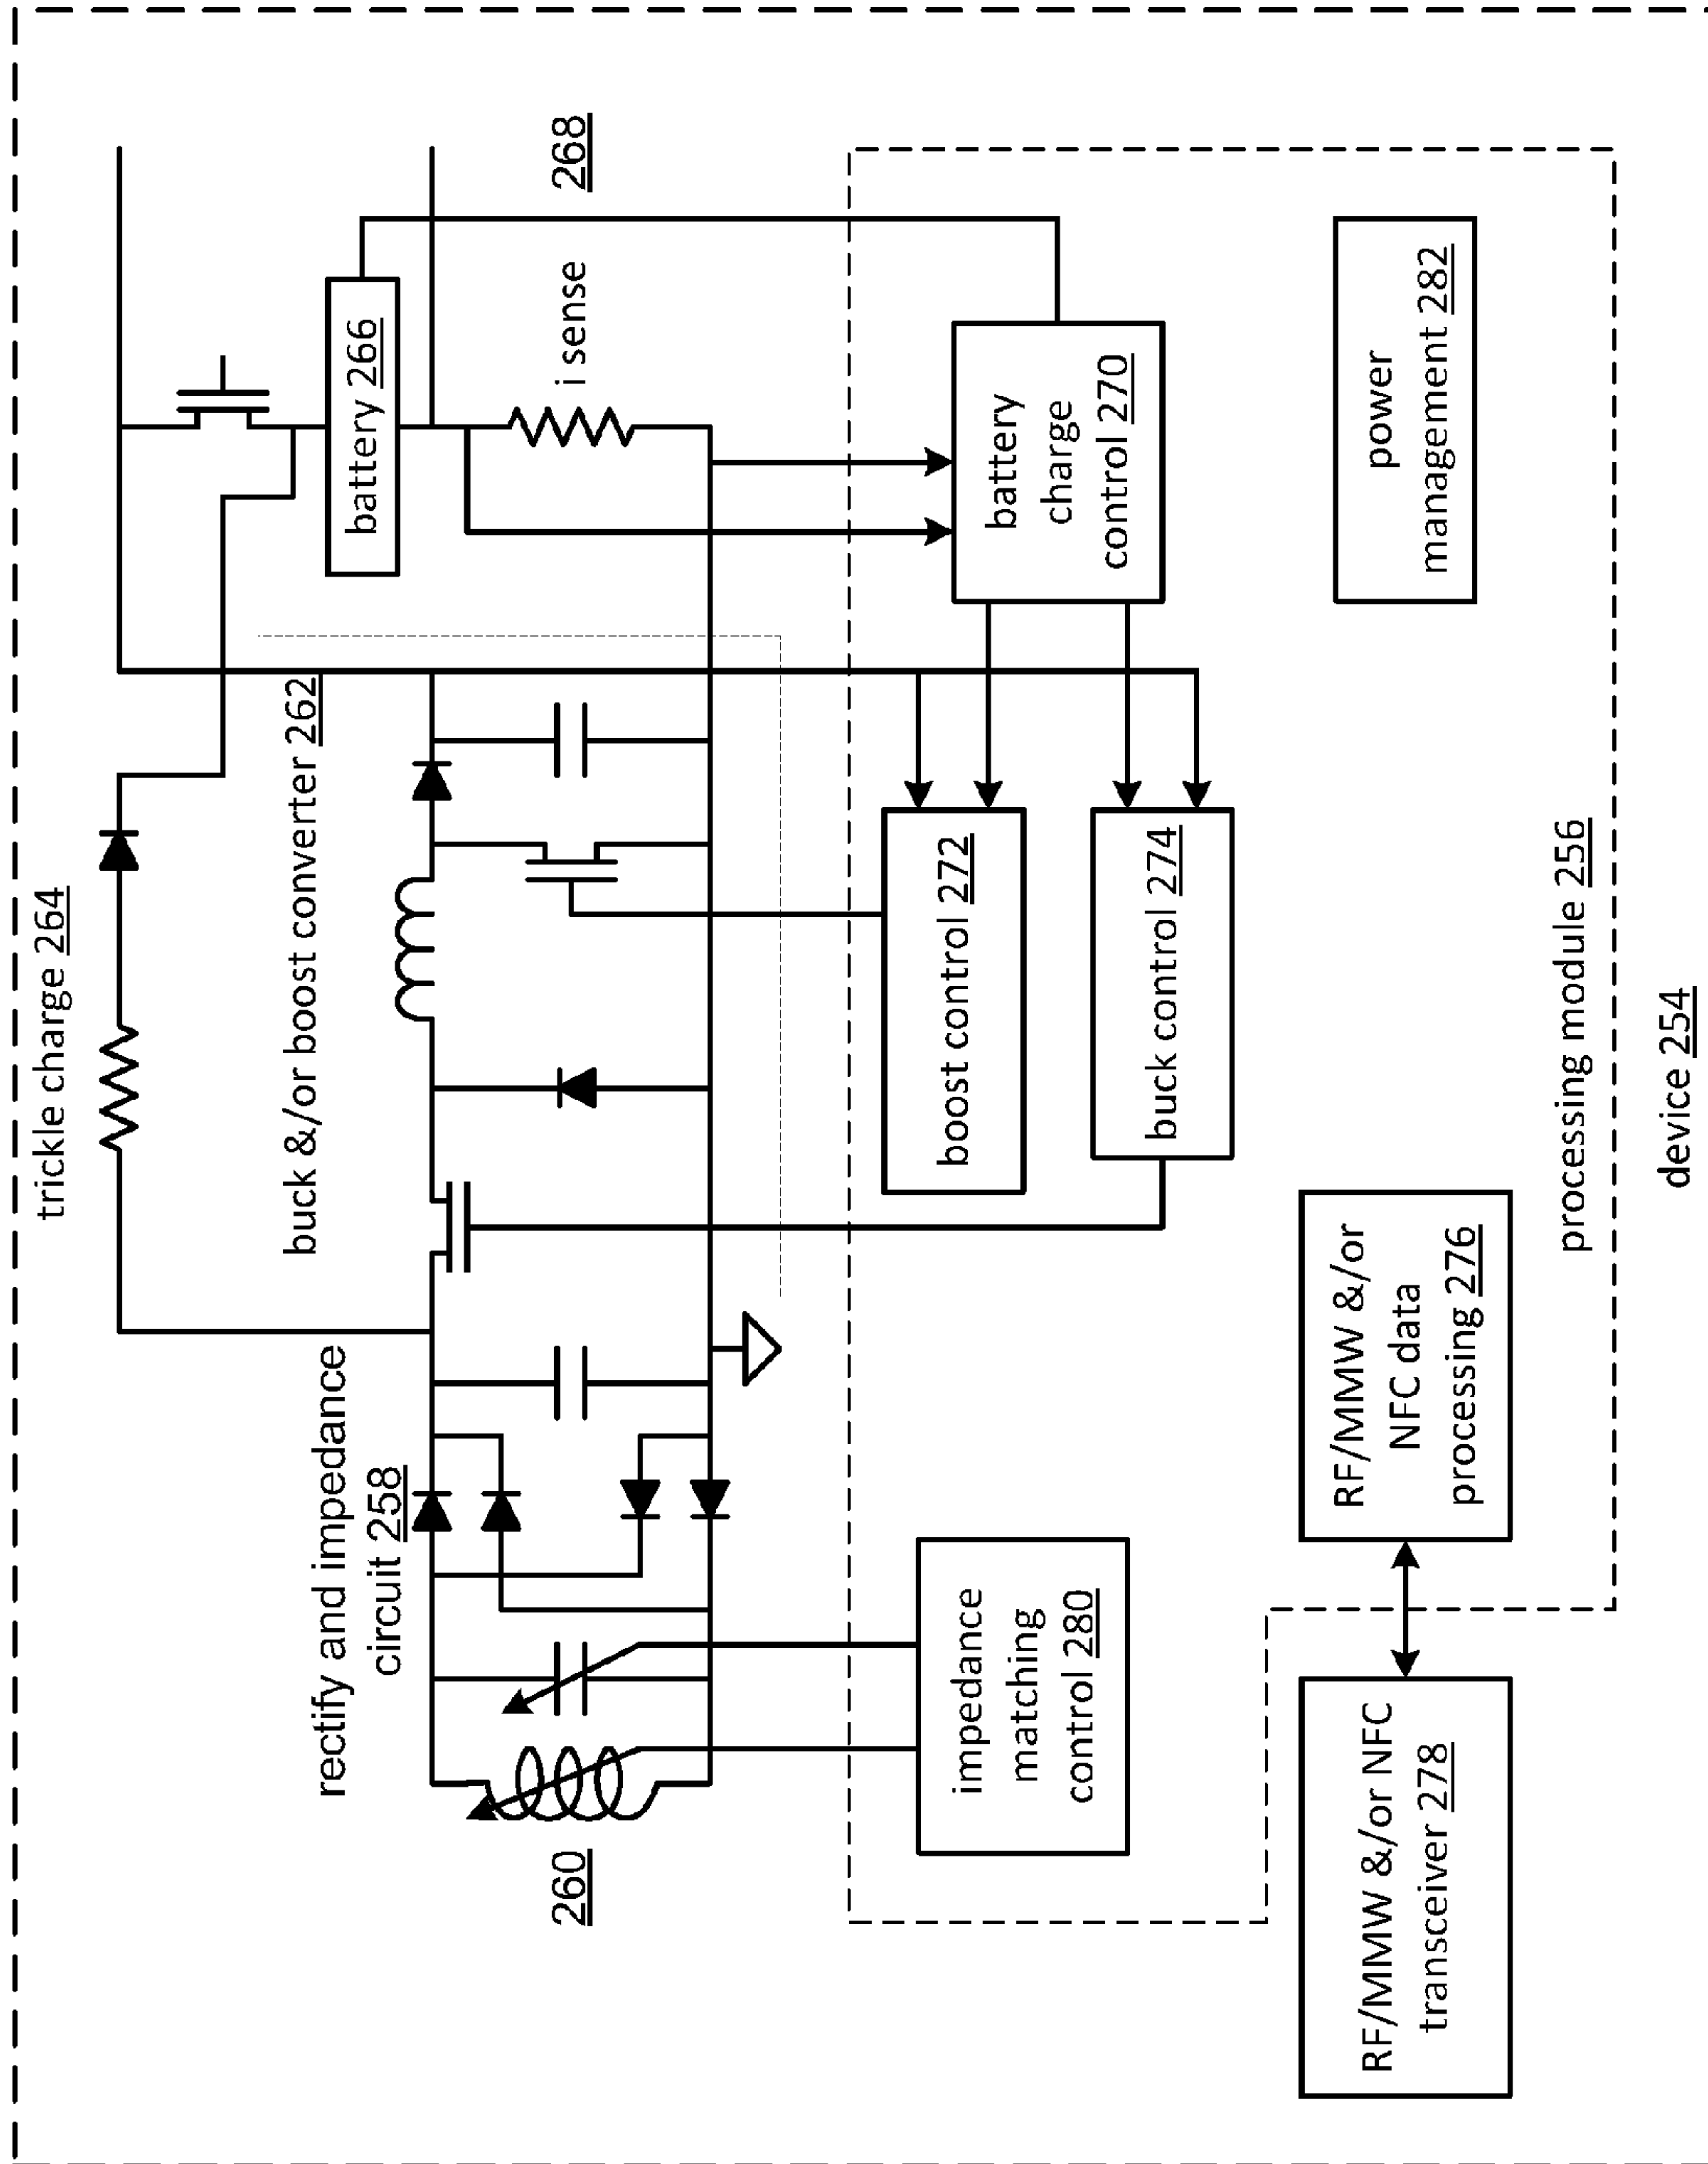 trickle charge 264
buck &/or boost converter 262
rectify and impedance
circuit 258
battery 266
i sense
268
260
impedance
matching
control 280
boost control 272
buck control 274
battery
charge
control 270
RF/MMW &/or NFC
transceiver 278
RF/MMW &/or
NFC data
processing 276
power
management 282
processing module 256
device 254